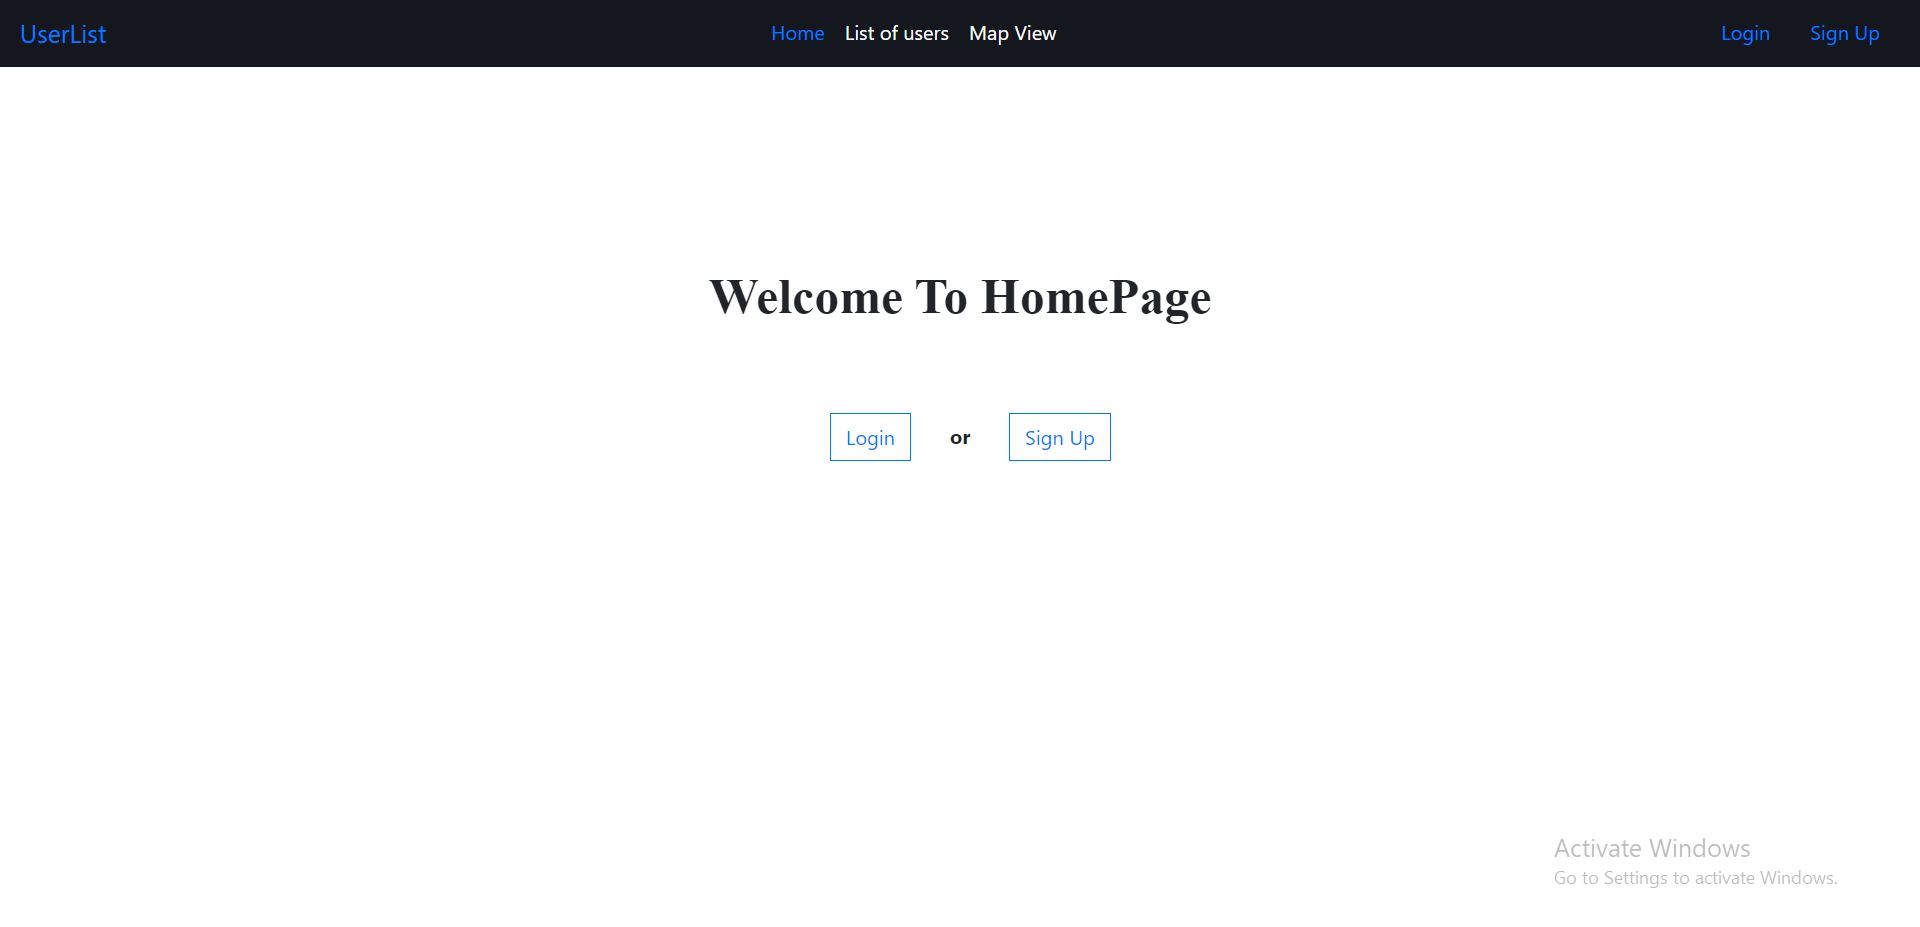 UserList Home List of users Map View Login Sign Up
Welcome To HomePage
Login or Sign Up
Activate Windows
Go to Settings to activate Windows.